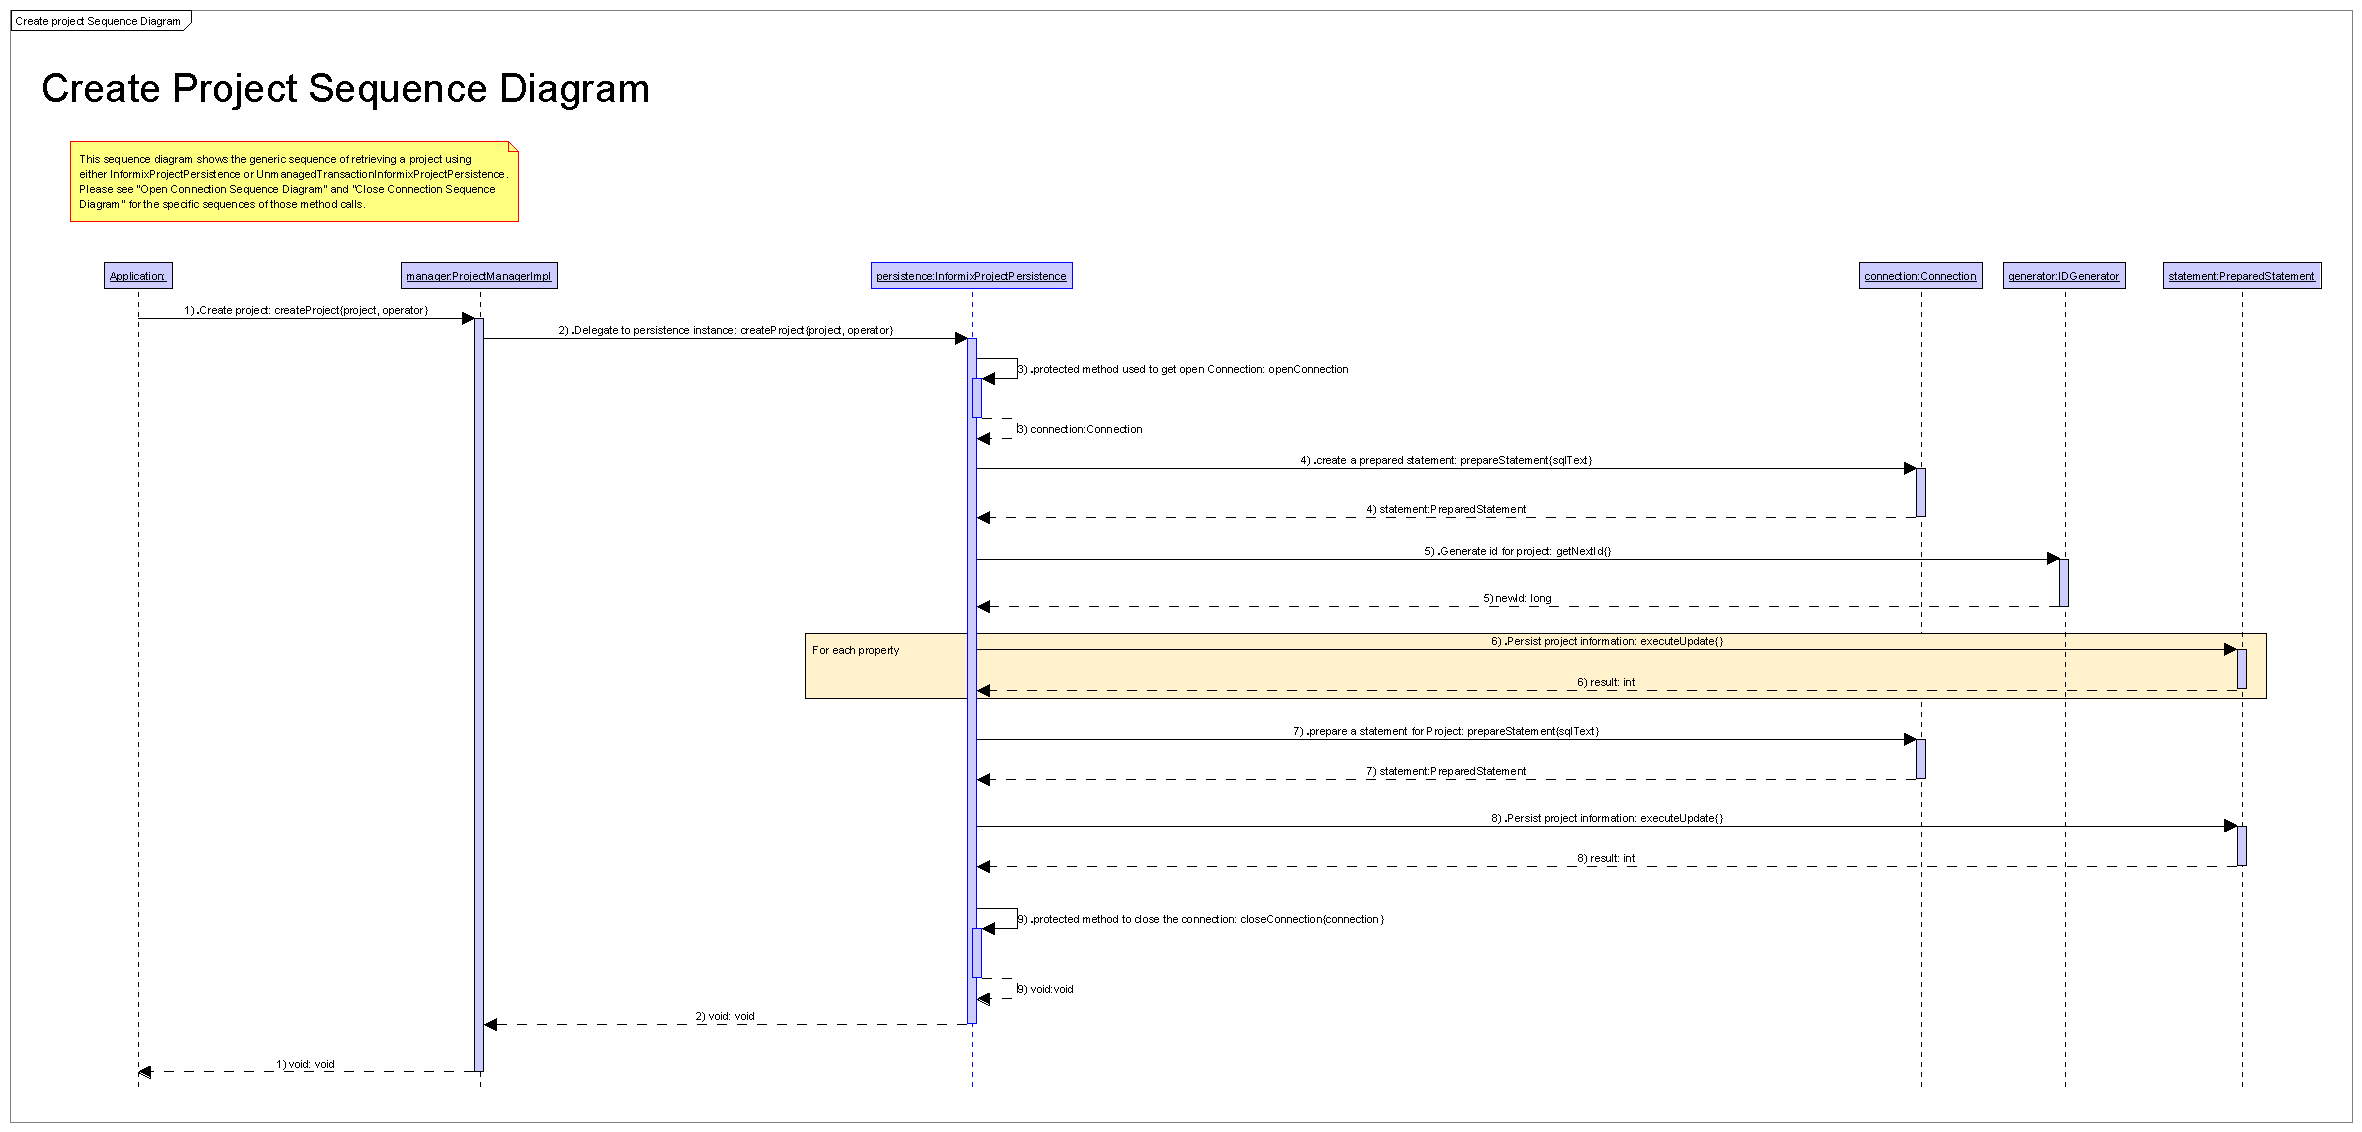 Create project Sequence Diagram
Create Project Sequence Diagram
This sequence diagram shows the generic sequence of retrieving a project using
either InformixProjectPersistence or UnmanagedTransactionInformixProjectPersistence.
Please see "Open Connection Sequence Diagram" and "Close Connection Sequence
Diagram" for the specific sequences of those method calls.
Application:
manager:ProjectManagerImpl
persistence:InformixProjectPersistence
connection:Connection
generator:IDGenerator
statement:PreparedStatement
1) .Create project: createProject{project, operator}
2) .Delegate to persistence instance: createProject{project, operator}
3) .protected method used to get open Connection: openConnection
3) connection:Connection
4) .create a prepared statement: prepareStatement{sqlText}
4) statement:PreparedStatement
5) .Generate id for project: getNextId{}
5) newId: long
6) .Persist project information: executeUpdate{}
For each property
6) result: int
7) .prepare a statement for Project: prepareStatement{sqlText}
7) statement:PreparedStatement
8) .Persist project information: executeUpdate{}
8) result: int
9) .protected method to close the connection: closeConnection{connection}
9) void:void
2) void: void
1) void: void